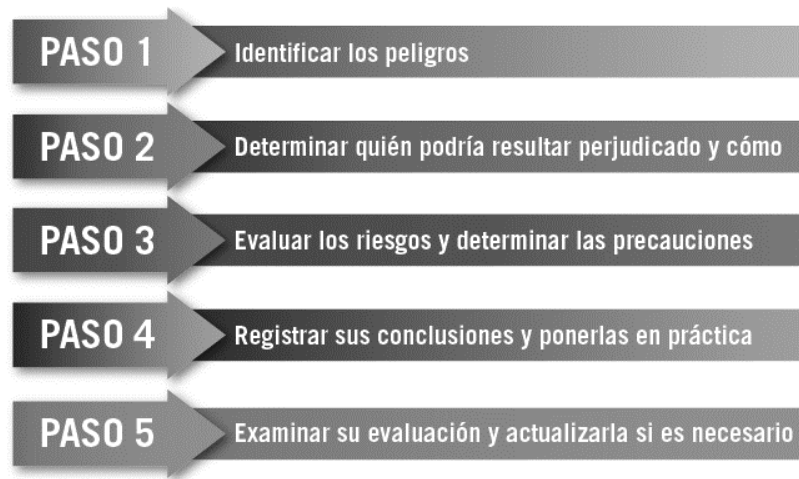 PASO 1 Identificar los peligros
PASO 2 Determinar quién podría resultar perjudicado y cómo
PASO 3 Evaluar los riesgos y determinar las precauciones
PASO 4 Registrar sus conclusiones y ponerlas en práctica
PASO 5 Examinar su evaluación y actualizarla si es necesario